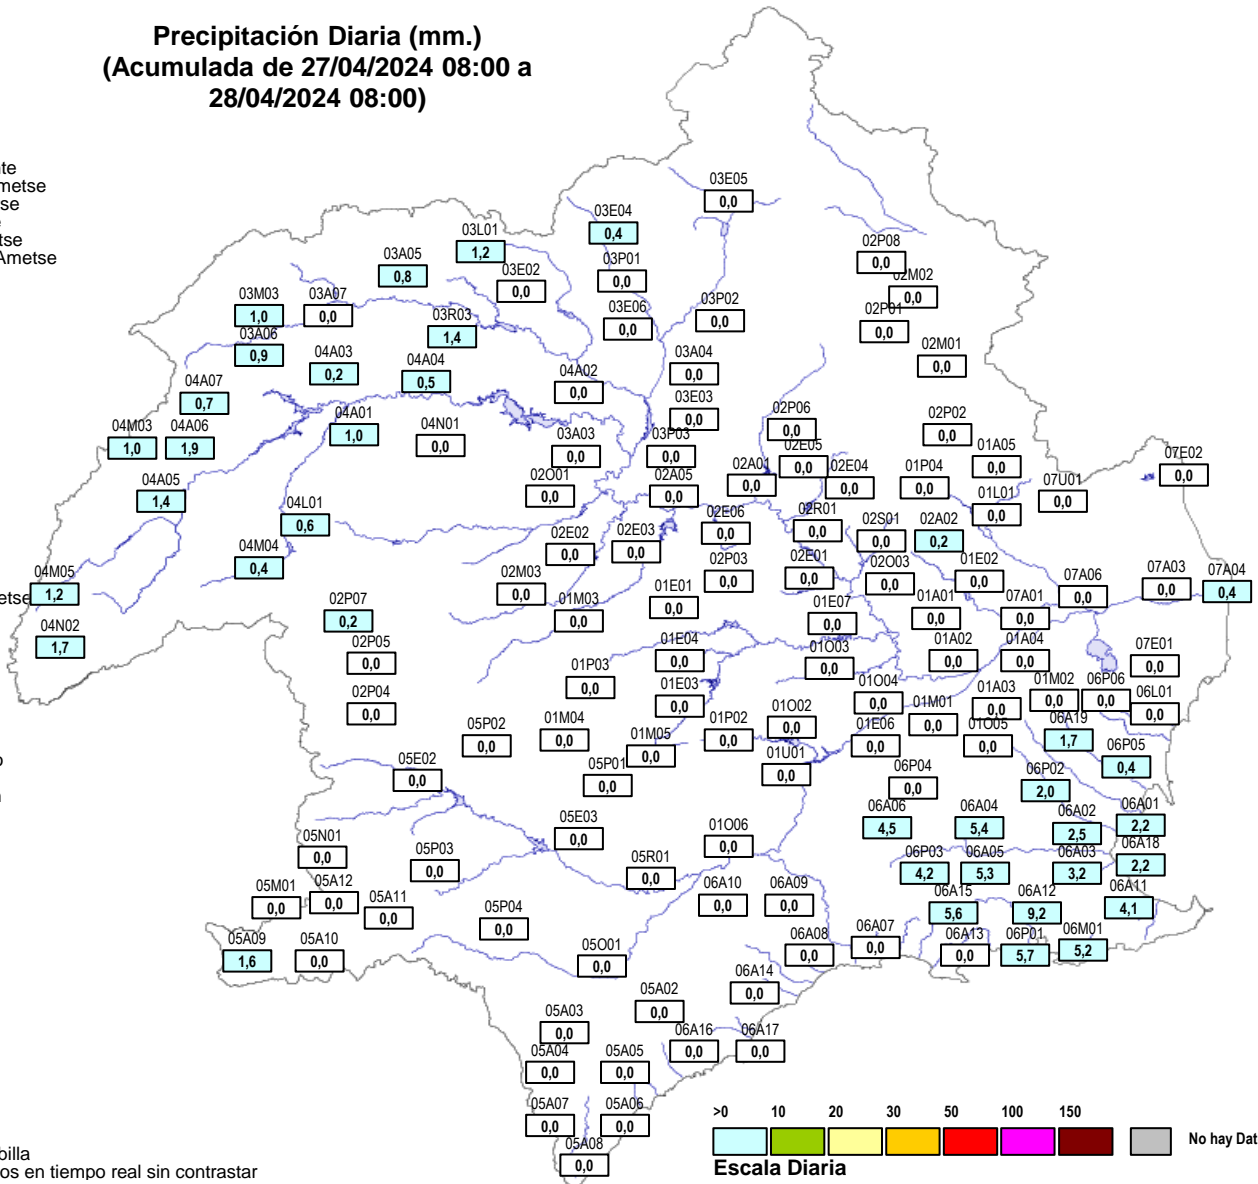 Precipitación Diaria (mm.)
(Acumulada de 27/04/2024 08:00 a
28/04/2024 08:00)
nte
metse
tse
e
tse
Ametse
03E05
0,0
03E04
0,4
03L01
1,2
03A05
0,8
03E02
0,0
03P01
0,0
02P08
0,0
02M02
0,0
03M03
1,0
03A07
0,0
03R03
1,4
03E06
0,0
03P02
0,0
02P01
0,0
03A06
0,9
04A03
0,2
04A04
0,5
04A02
0,0
03A04
0,0
02M01
0,0
04A07
0,7
03E03
0,0
04M03
1,0
04A06
1,9
04A01
1,0
04N01
0,0
03A03
0,0
03P03
0,0
02P06
0,0
02P02
0,0
02E05
0,0
01A05
0,0
07E02
0,0
04A05
1,4
02O01
0,0
02A05
0,0
02A01
0,0
02E04
0,0
01P04
0,0
07U01
0,0
04L01
0,6
01L01
0,0
02E06
0,0
02R01
0,0
02S01
0,0
02A02
0,2
04M04
0,4
02E02
0,0
02E03
0,0
04M05
1,2
etse
02M03
0,0
02P03
0,0
02E01
0,0
02O03
0,0
01E02
0,0
07A06
0,0
07A03
0,0
07A04
0,4
02P07
0,2
01M03
0,0
01E01
0,0
01E07
0,0
01A01
0,0
07A01
0,0
04N02
1,7
02P05
0,0
01E04
0,0
01O03
0,0
01A02
0,0
01A04
0,0
07E01
0,0
02P04
0,0
01P03
0,0
01E03
0,0
01O04
0,0
01A03
0,0
01M02
0,0
06P06
0,0
06L01
0,0
05P02
0,0
01M04
0,0
01M05
0,0
01P02
0,0
01O02
0,0
01E06
0,0
01M01
0,0
01O05
0,0
06A19
1,7
05E02
0,0
05P01
0,0
01U01
0,0
06P04
0,0
06P02
2,0
06P05
0,4
05E03
0,0
01O06
0,0
06A06
4,5
06A04
5,4
06A02
2,5
06A01
2,2
05N01
0,0
05P03
0,0
05R01
0,0
06P03
4,2
06A05
5,3
06A03
3,2
06A18
2,2
05M01
0,0
05A12
0,0
05A11
0,0
05P04
0,0
06A10
0,0
06A09
0,0
06A15
5,6
06A12
9,2
06A11
4,1
05A09
1,6
05A10
0,0
05O01
0,0
06A08
0,0
06A07
0,0
06A13
0,0
06P01
5,7
06M01
5,2
05A03
0,0
05A02
0,0
06A14
0,0
05A04
0,0
05A05
0,0
06A16
0,0
06A17
0,0
05A07
0,0
05A06
0,0
05A08
0,0
>0 10 20 30 50 100 150
No hay Dat
Escala Diaria
billa
os en tiempo real sin contrastar